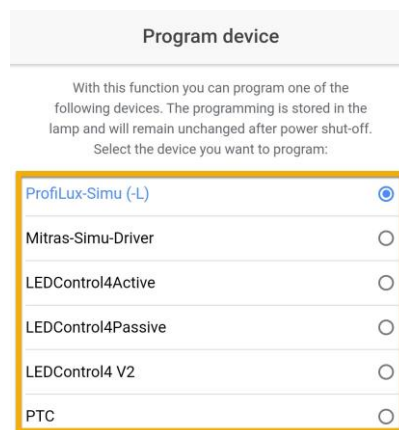 Program device
With this function you can program one of the
following devices. The programming is stored in the
lamp and will remain unchanged after power shut-off.
Select the device you want to program:
ProfiLux-Simu (-L)
Mitras-Simu-Driver
LEDControl4Active
LEDControl4Passive
LEDControl4 V2
PTC